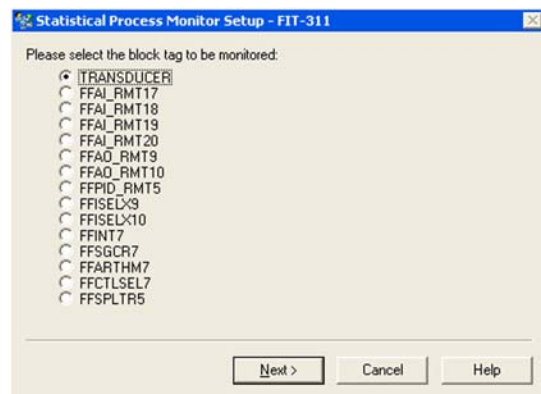 Statistical Process Monitor Setup - FIT-311
Please select the block tag to be monitored:
TRANSDUCER
FFAI_RMT17
FFAI_RMT18
FFAI_RMT19
FFAI_RMT20
FFAO_RMT9
FFAO_RMT10
FFPID_RMT5
FFISELX9
FFISELX10
FFINT7
FFSGCR7
FFARTHM7
FFCTLSEL7
FFSPLTR5
Next > Cancel Help